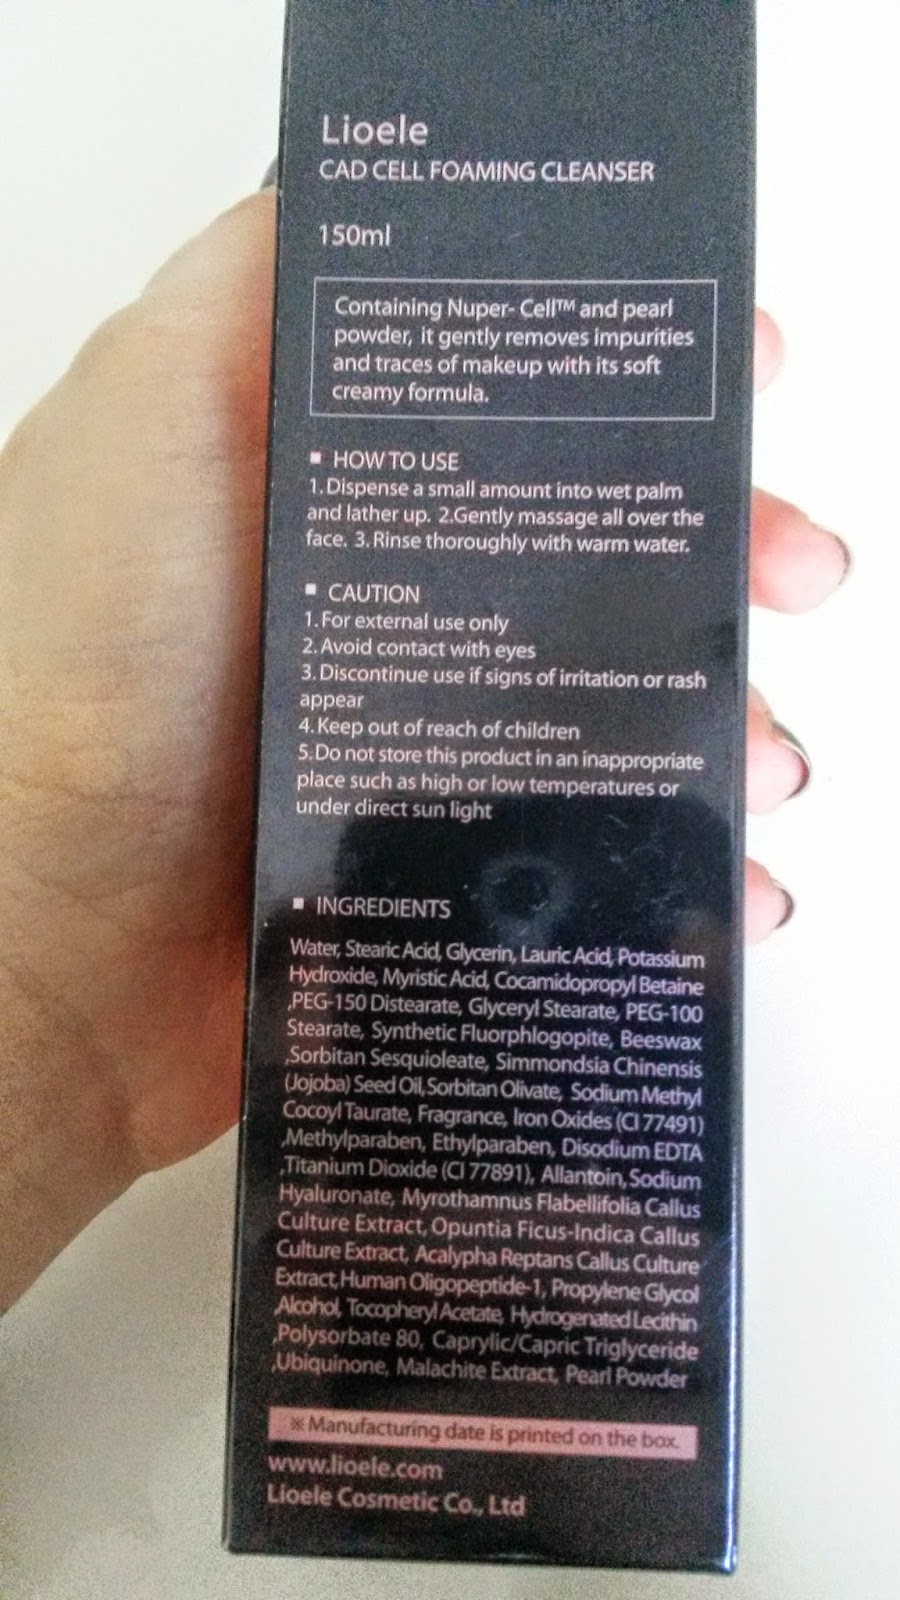 Lioele
CAD CELL FOAMING CLEANSER
150ml
Containing Nuper- Cell™ and pearl
powder, it gently removes impurities
and traces of makeup with its soft
creamy formula.
▪ HOW TO USE
1.Dispense a small amount into wet palm
and lather up. 2.Gently massage all over the
face. 3.Rinse thoroughly with warm water.
▪ CAUTION
1.For external use only
2.Avoid contact with eyes
3.Discontinue use if signs of irritation or rash
appear
4.Keep out of reach of children
5.Do not store this product in an inappropriate
place such as high or low temperatures or
under direct sun light
▪ INGREDIENTS
Water, Stearic Acid, Glycerin, Lauric Acid, Potassium
Hydroxide, Myristic Acid, Cocamidopropyl Betaine
,PEG-150 Distearate, Glyceryl Stearate, PEG-100
Stearate, Synthetic Fluorphlogopite, Beeswax
,Sorbitan Sesquioleate, Simmondsia Chinensis
(Jojoba) Seed Oil,Sorbitan Olivate, Sodium Methyl
Cocoyl Taurate, Fragrance, Iron Oxides (CI 77491)
,Methylparaben, Ethylparaben, Disodium EDTA
,Titanium Dioxide (CI 77891), Allantoin,Sodium
Hyaluronate, Myrothamnus Flabellifolia Callus
Culture Extract, Opuntia Ficus-Indica Callus
Culture Extract, Acalypha Reptans Callus Culture
Extract,Human Oligopeptide-1, Propylene Glycol
,Alcohol, Tocopheryl Acetate, Hydrogenated Lecithin
,Polysorbate 80, Caprylic/Capric Triglyceride
,Ubiquinone, Malachite Extract, Pearl Powder
※ Manufacturing date is printed on the box.
www.lioele.com
Lioele Cosmetic Co., Ltd